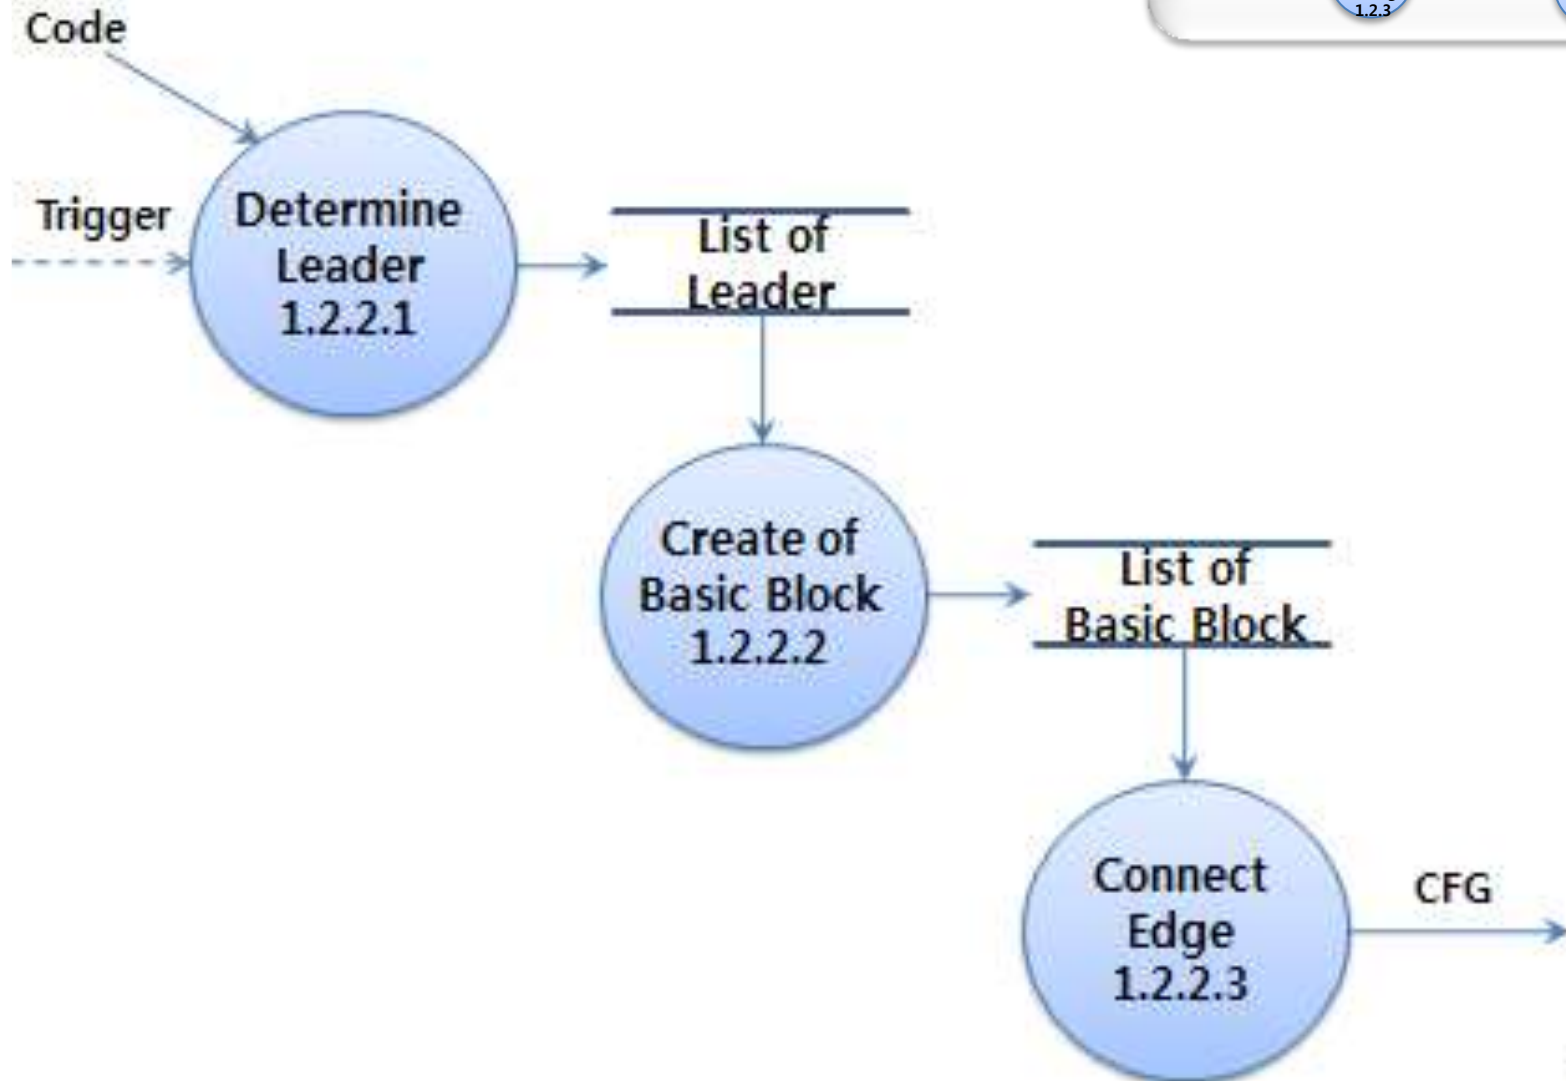 1.2.3
Code
Trigger
Determine
Leader
1.2.2.1
List of
Leader
Create of
Basic Block
1.2.2.2
List of
Basic Block
Connect
Edge
1.2.2.3
CFG